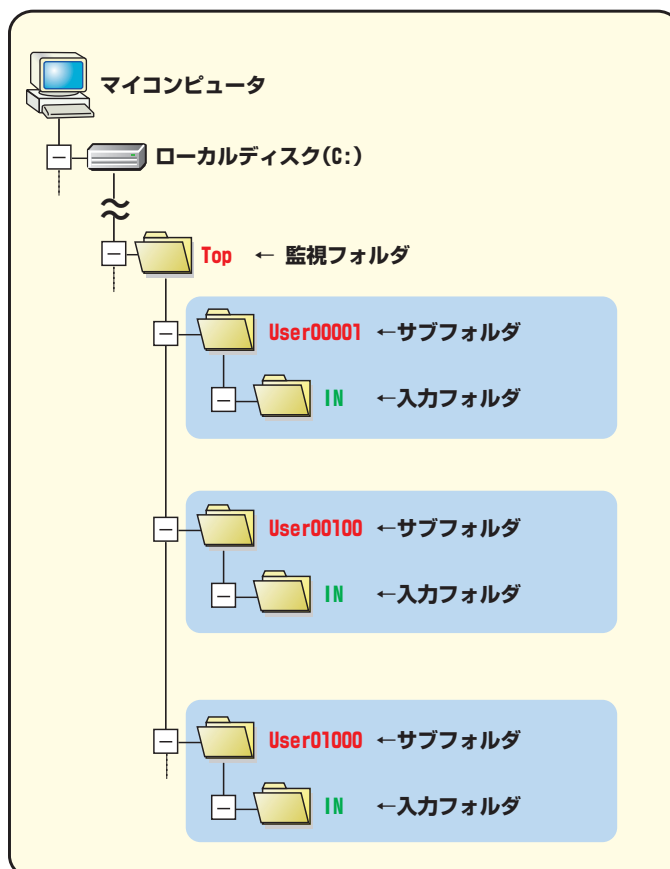 マイコンピュータ
ローカルディスク(C:)
Top ← 監視フォルダ
User00001 ←サブフォルダ
IN ←入力フォルダ
User00100 ←サブフォルダ
IN ←入力フォルダ
User01000 ←サブフォルダ
IN ←入力フォルダ